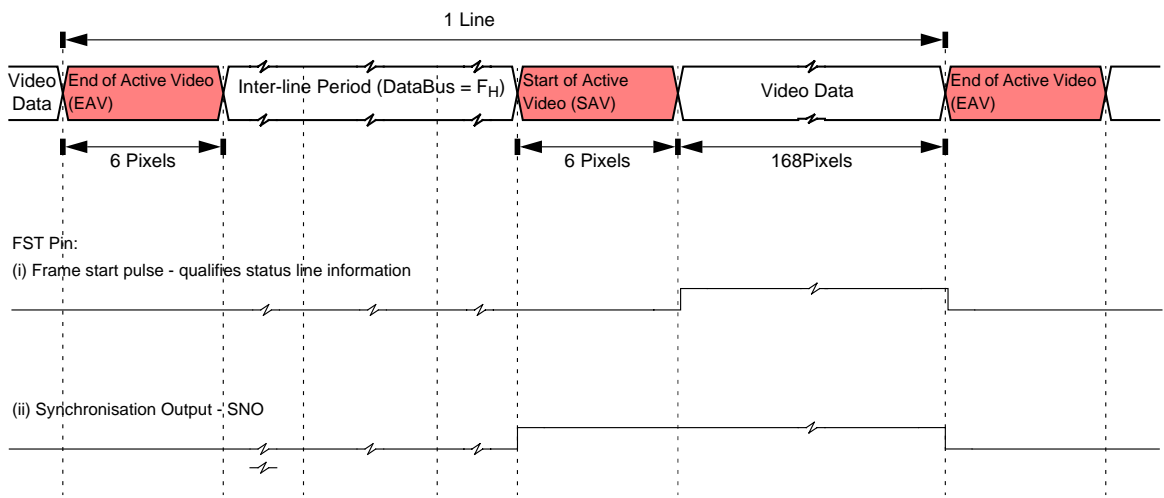 1 Line
Video
Data
End of Active Video
(EAV)
Inter-line Period (DataBus = FH)
Start of Active
Video (SAV)
Video Data
End of Active Video
(EAV)
6 Pixels
6 Pixels
168Pixels
FST Pin:
(i) Frame start pulse - qualifies status line information
(ii) Synchronisation Output - SNO